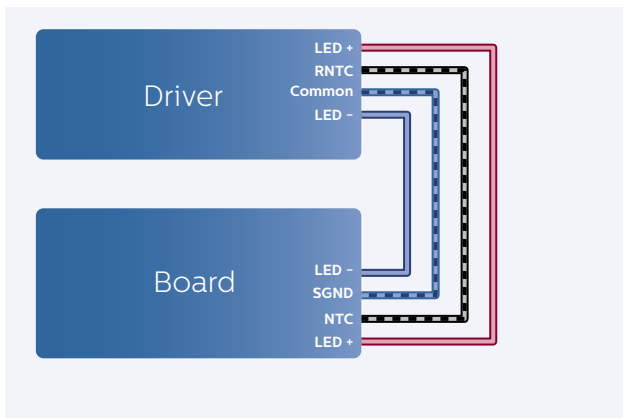 LED +
RNTC
Driver
Common
LED −
LED −
Board
SGND
NTC
LED +